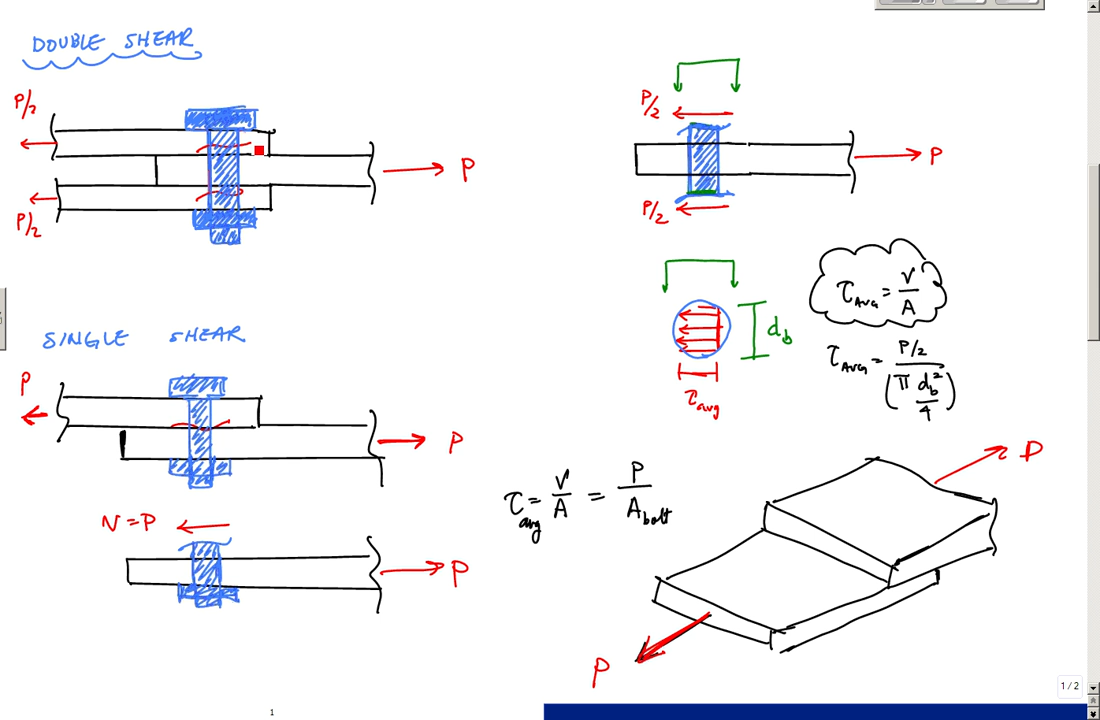 DOUBLE SHEAR
P/2
P
P/2
P/2
P
P/2
d_b
τ_avg
τ_AVG = V/A
τ_AVG = (P/2)/(π d_b²/4)
SINGLE SHEAR
P
P
V=P
P
τ_avg = V/A = P/A_bolt
P
P
1
1 / 2